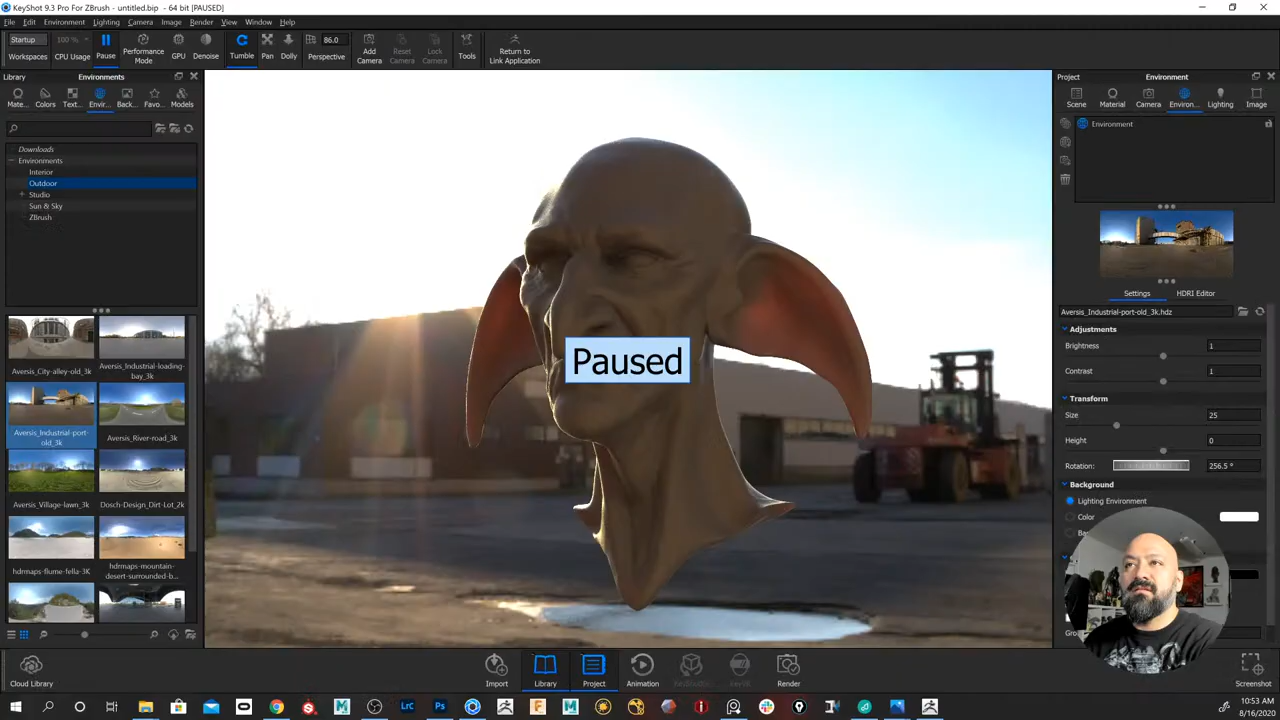 KeyShot 9.3 Pro For ZBrush - untitled.bip - 64 bit [PAUSED]
File Edit Environment Lighting Camera Image Render View Window Help
Startup 100 % 86.0
Workspaces CPU Usage Pause Performance Mode GPU Denoise Tumble Pan Dolly Perspective Add Camera Reset Camera Lock Camera Tools Return to Link Application
Library Environments
Mate... Colors Text... Envir... Back... Favo... Models
Downloads
Environments
Interior
Outdoor
Studio
Sun & Sky
ZBrush
Aversis_City-alley-old_3k
Aversis_Industrial-loading-bay_3k
Aversis_Industrial-port-old_3k
Aversis_River-road_3k
Aversis_Village-lawn_3k
Dosch-Design_Dirt-Lot_2k
hdrmaps-flume-fella-3K
hdrmaps-mountain-desert-surrounded-b...
Paused
Project Environment
Scene Material Camera Environ... Lighting Image
Environment
Settings HDRI Editor
Aversis_Industrial-port-old_3k.hdz
Adjustments
Brightness 1
Contrast 1
Transform
Size 25
Height 0
Rotation: 256.5 °
Background
Lighting Environment
Color
Ba
Gro
Cloud Library Import Library Project Animation Render Screenshot
LrC Ps
10:53 AM
8/16/2020